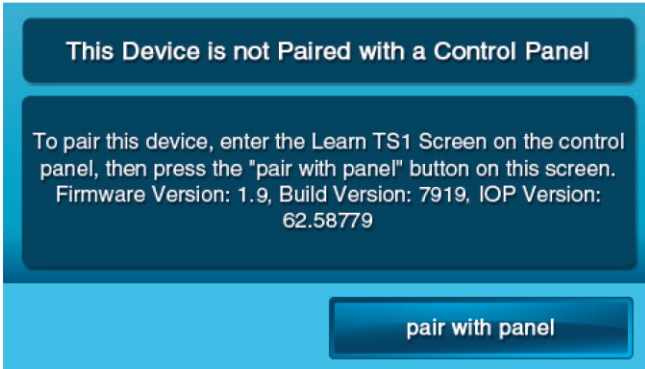 This Device is not Paired with a Control Panel
To pair this device, enter the Learn TS1 Screen on the control
panel, then press the "pair with panel" button on this screen.
Firmware Version: 1.9, Build Version: 7919, IOP Version:
62.58779
pair with panel